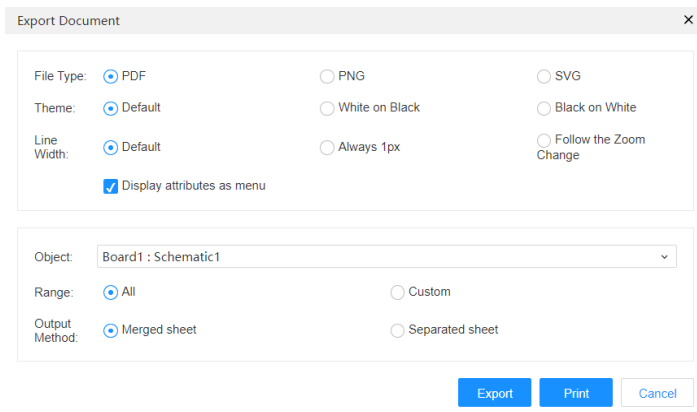 Export Document
File Type: PDF PNG SVG
Theme: Default White on Black Black on White
Line Width: Default Always 1px Follow the Zoom Change
Display attributes as menu
Object: Board1 : Schematic1
Range: All Custom
Output Method: Merged sheet Separated sheet
Export Print Cancel